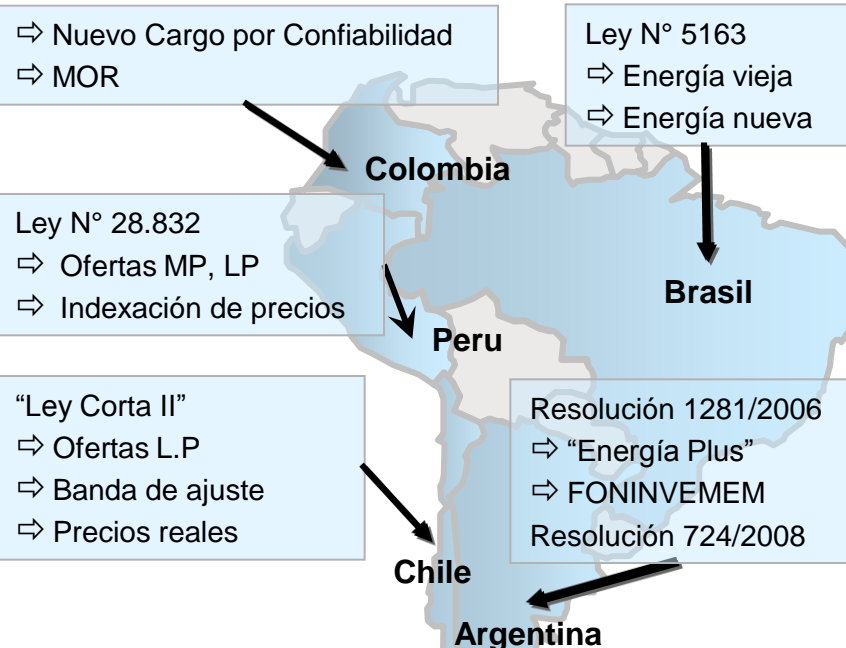 ⇨ Nuevo Cargo por Confiabilidad
⇨ MOR
Ley N° 5163
⇨ Energía vieja
⇨ Energía nueva
Colombia
Ley N° 28.832
⇨ Ofertas MP, LP
⇨ Indexación de precios
Brasil
Peru
“Ley Corta II”
⇨ Ofertas L.P
⇨ Banda de ajuste
⇨ Precios reales
Resolución 1281/2006
⇨ “Energía Plus”
⇨ FONINVEMEM
Resolución 724/2008
Chile
Argentina